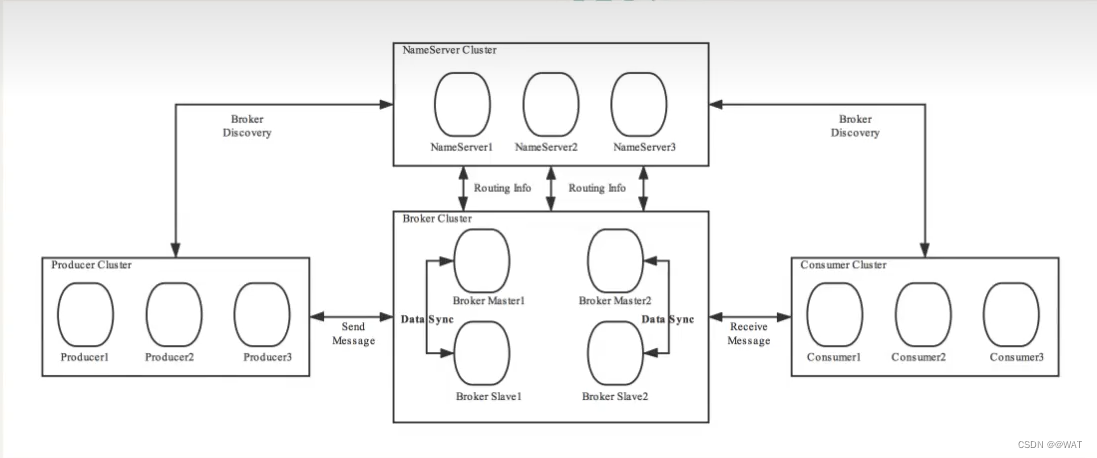 NameServer Cluster
NameServer1
NameServer2
NameServer3
Broker
Discovery
Broker
Discovery
Routing Info
Routing Info
Producer Cluster
Producer1
Producer2
Producer3
Send
Message
Broker Cluster
Broker Master1
Broker Master2
Data Sync
Data Sync
Broker Slave1
Broker Slave2
Receive
Message
Consumer Cluster
Consumer1
Consumer2
Consumer3
CSDN @@WAT